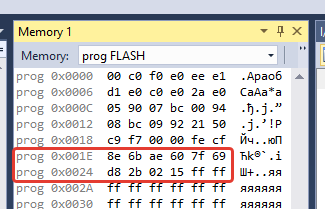 Memory 1
Memory: prog FLASH
prog 0x0000 00 c0 f0 e0 ee e1 .Араоб
prog 0x0006 d1 e0 c0 e0 2a e0 СаАа*а
prog 0x000C 05 90 07 bc 00 94 .ђ.ј.”
prog 0x0012 08 bc 09 92 21 50 .ј.’!P
prog 0x0018 c9 f7 00 00 fe cf Йч..юП
prog 0x001E 8e 6b ae 60 7f 69 Ћk®`.i
prog 0x0024 d8 2b 02 15 ff ff Ш+..яя
prog 0x002A ff ff ff ff ff ff яяяяяя
prog 0x0030 ff ff ff ff ff ff яяяяяя